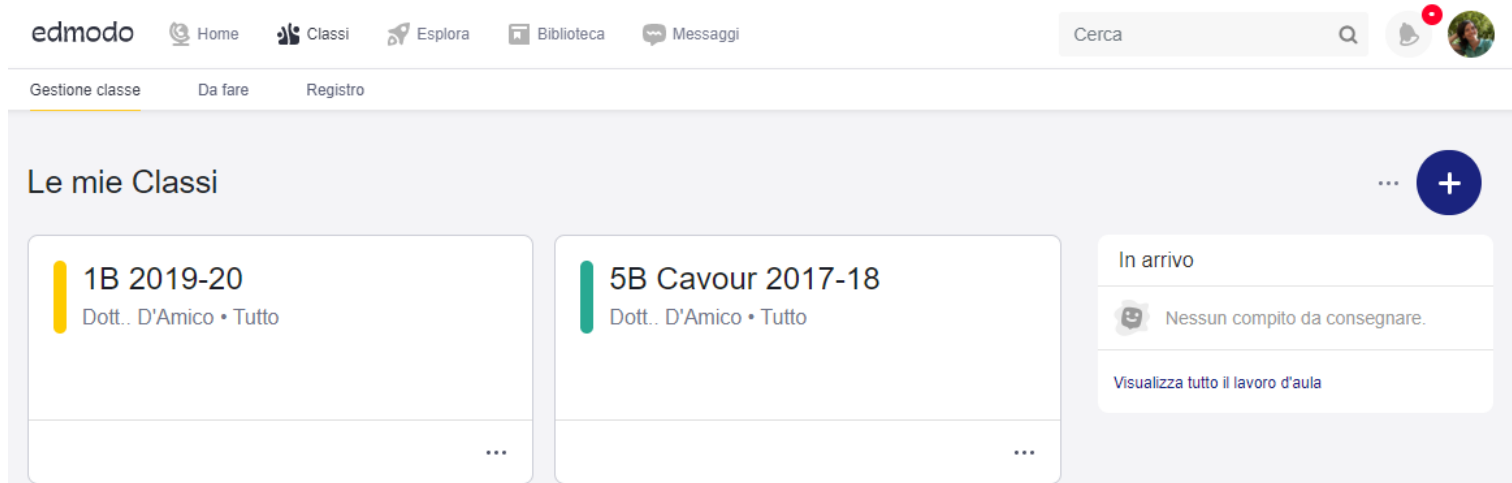 edmodo Home Classi Esplora Biblioteca Messaggi Cerca
Gestione classe Da fare Registro
Le mie Classi
1B 2019-20
Dott.. D'Amico • Tutto
5B Cavour 2017-18
Dott.. D'Amico • Tutto
In arrivo
Nessun compito da consegnare.
Visualizza tutto il lavoro d'aula